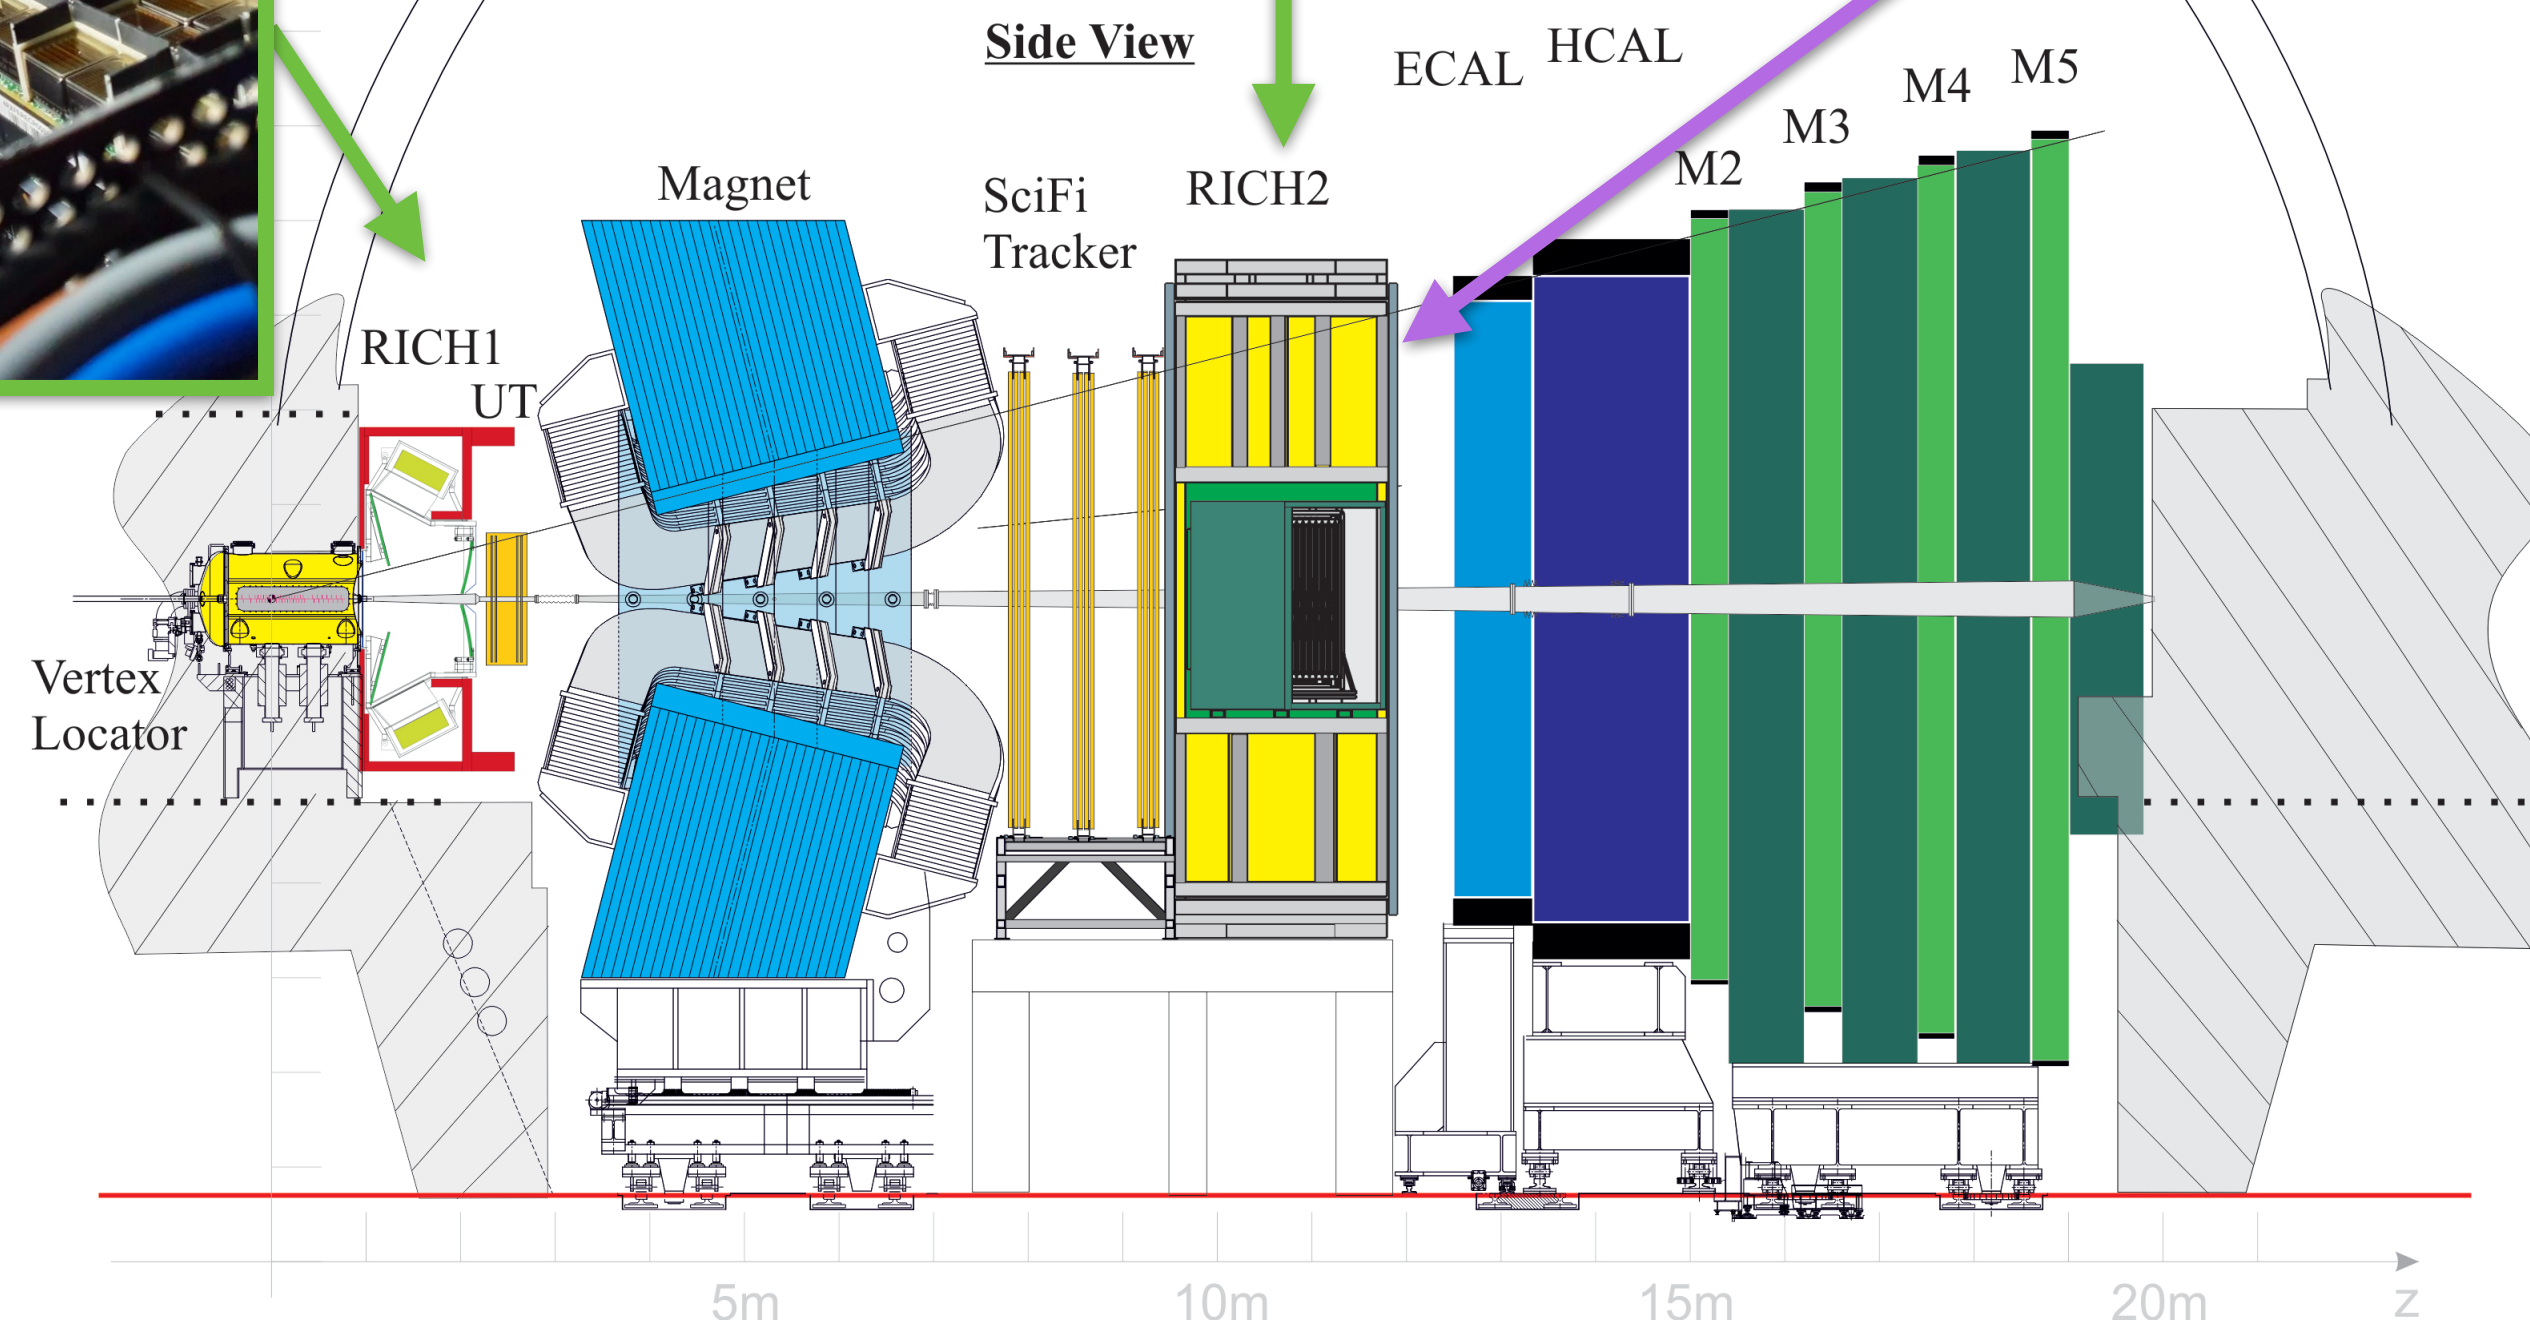 Side View
ECAL
HCAL
M5
M4
M3
M2
Magnet
SciFi
Tracker
RICH2
RICH1
UT
Vertex
Locator
5m
10m
15m
20m
z